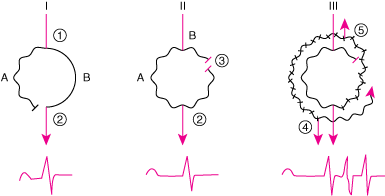 I II III
① B ③ ⑤
A B A
② ② ④